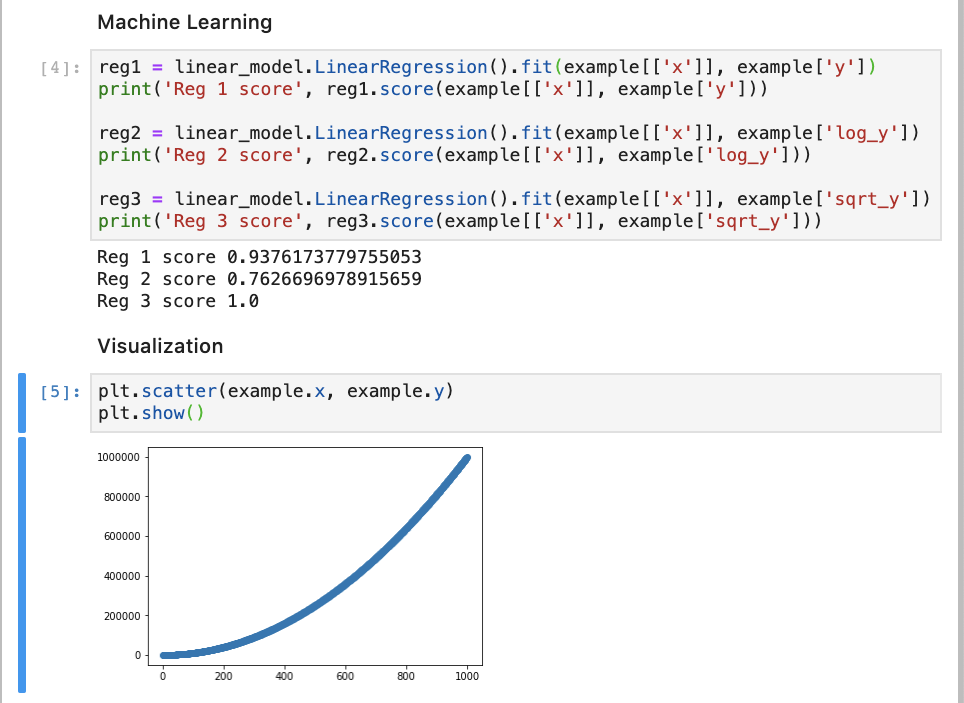 Machine Learning
[4]:
reg1 = linear_model.LinearRegression().fit(example[['x']], example['y'])
print('Reg 1 score', reg1.score(example[['x']], example['y']))
reg2 = linear_model.LinearRegression().fit(example[['x']], example['log_y'])
print('Reg 2 score', reg2.score(example[['x']], example['log_y']))
reg3 = linear_model.LinearRegression().fit(example[['x']], example['sqrt_y'])
print('Reg 3 score', reg3.score(example[['x']], example['sqrt_y']))
Reg 1 score 0.9376173779755053
Reg 2 score 0.7626696978915659
Reg 3 score 1.0
Visualization
[5]:
plt.scatter(example.x, example.y)
plt.show()
1000000
800000
600000
400000
200000
0
0 200 400 600 800 1000